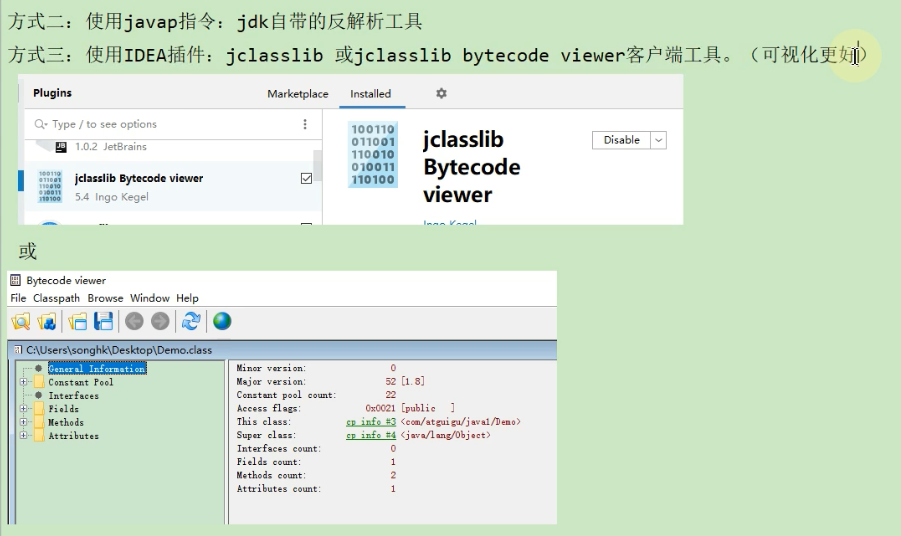 方式二：使用javap指令：jdk自带的反解析工具
方式三：使用IDEA插件：jclasslib 或jclasslib bytecode viewer客户端工具。（可视化更好）
Plugins
Marketplace
Installed
Type / to see options
1.0.2 JetBrains
jclasslib Bytecode viewer
5.4 Ingo Kegel
100110
011001
110010
010011
110100
jclasslib
Bytecode
viewer
Disable
Ingo Kegel
或
Bytecode viewer
File Classpath Browse Window Help
C:\Users\songhk\Desktop\Demo.class
General Information
Constant Pool
Interfaces
Fields
Methods
Attributes
Minor version: 0
Major version: 52 [1.8]
Constant pool count: 22
Access flags: 0x0021 [public ]
This class: cp info #3 <com/atguigu/java1/Demo>
Super class: cp info #4 <java/lang/Object>
Interfaces count: 0
Fields count: 1
Methods count: 2
Attributes count: 1